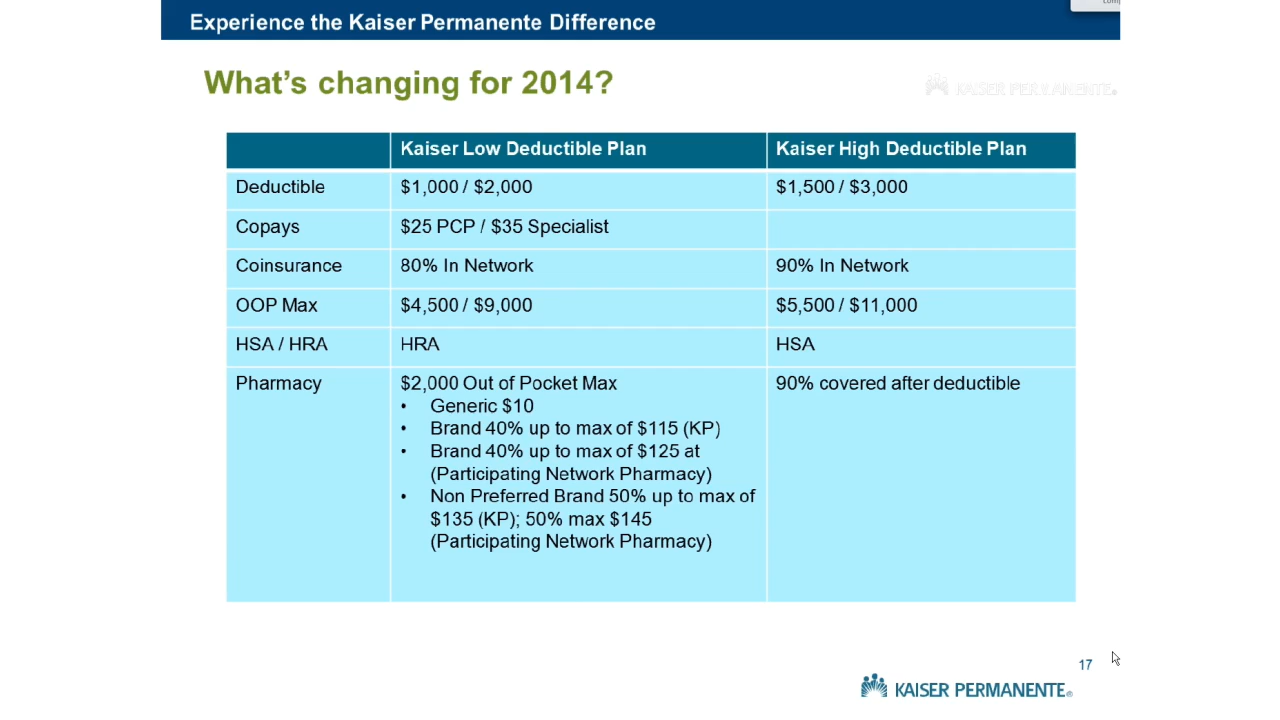 Experience the Kaiser Permanente Difference
What's changing for 2014?
KAISER PERMANENTE®
Kaiser Low Deductible Plan
Kaiser High Deductible Plan
Deductible
$1,000 / $2,000
$1,500 / $3,000
Copays
$25 PCP / $35 Specialist
Coinsurance
80% In Network
90% In Network
OOP Max
$4,500 / $9,000
$5,500 / $11,000
HSA / HRA
HRA
HSA
Pharmacy
$2,000 Out of Pocket Max
• Generic $10
• Brand 40% up to max of $115 (KP)
• Brand 40% up to max of $125 at
(Participating Network Pharmacy)
• Non Preferred Brand 50% up to max of
$135 (KP); 50% max $145
(Participating Network Pharmacy)
90% covered after deductible
17
KAISER PERMANENTE®